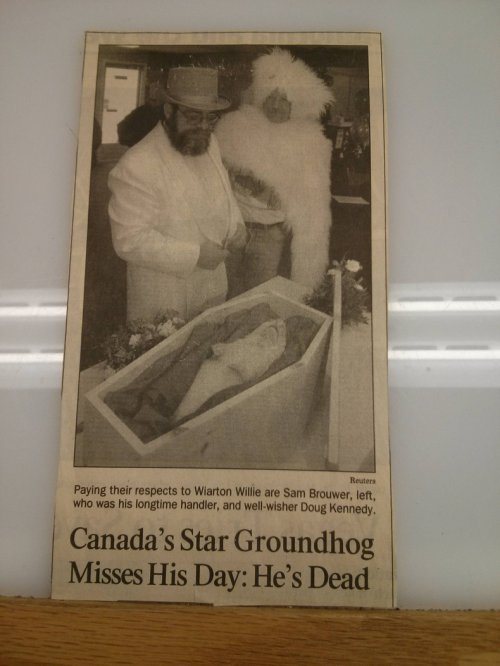 Reuters
Paying their respects to Wiarton Willie are Sam Brouwer, left,
who was his longtime handler, and well-wisher Doug Kennedy.
Canada's Star Groundhog
Misses His Day: He's Dead